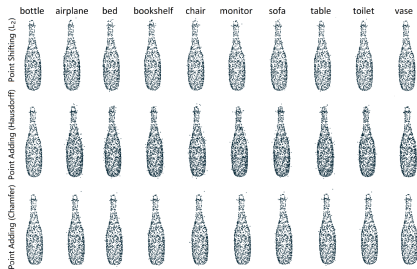 bottle airplane bed bookshelf chair monitor sofa table toilet vase
Point Shifting (L₂)
Point Adding (Hausdorff)
Point Adding (Chamfer)